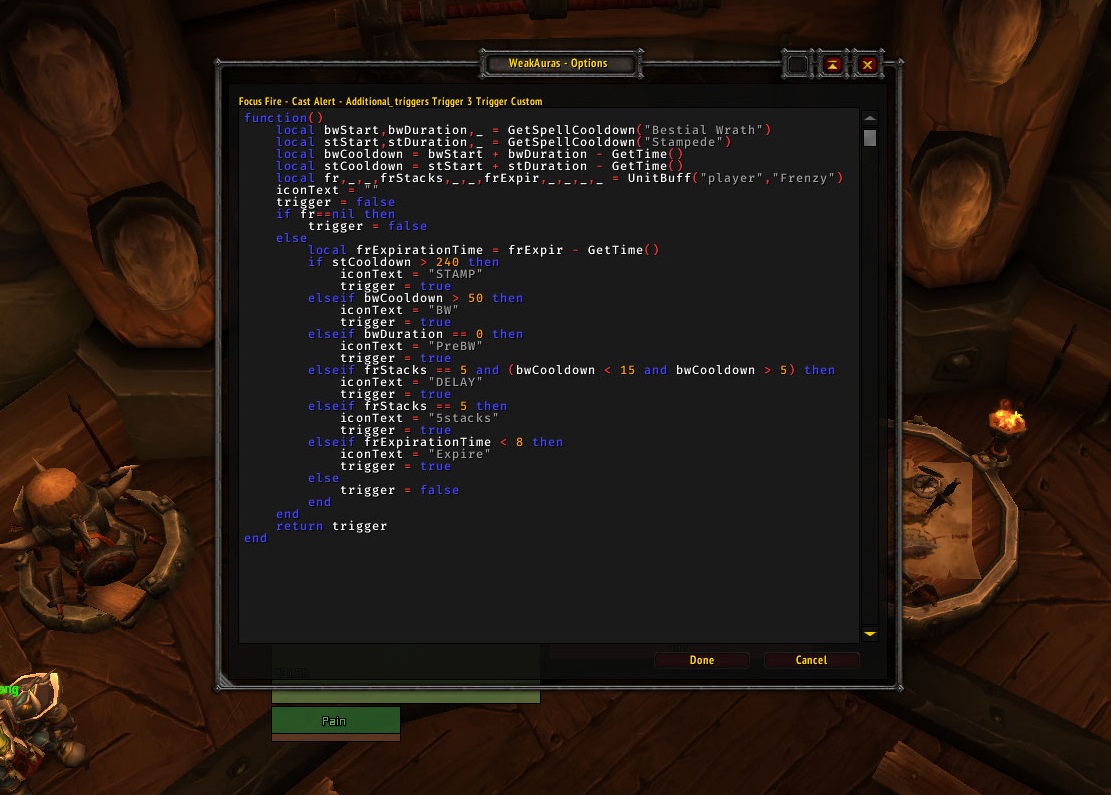 WeakAuras - Options
Focus Fire - Cast Alert - Additional_triggers Trigger 3 Trigger Custom
function()
    local bwStart,bwDuration,_ = GetSpellCooldown("Bestial Wrath")
    local stStart,stDuration,_ = GetSpellCooldown("Stampede")
    local bwCooldown = bwStart + bwDuration - GetTime()
    local stCooldown = stStart + stDuration - GetTime()
    local fr,_,_,frStacks,_,_,frExpir,_,_,_,_ = UnitBuff("player","Frenzy")
    iconText = ""
    trigger = false
    if fr==nil then
        trigger = false
    else
        local frExpirationTime = frExpir - GetTime()
        if stCooldown > 240 then
            iconText = "STAMP"
            trigger = true
        elseif bwCooldown > 50 then
            iconText = "BW"
            trigger = true
        elseif bwDuration == 0 then
            iconText = "PreBW"
            trigger = true
        elseif frStacks == 5 and (bwCooldown < 15 and bwCooldown > 5) then
            iconText = "DELAY"
            trigger = true
        elseif frStacks == 5 then
            iconText = "5stacks"
            trigger = true
        elseif frExpirationTime < 8 then
            iconText = "Expire"
            trigger = true
        else
            trigger = false
        end
    end
    return trigger
end
Done Cancel
Pain